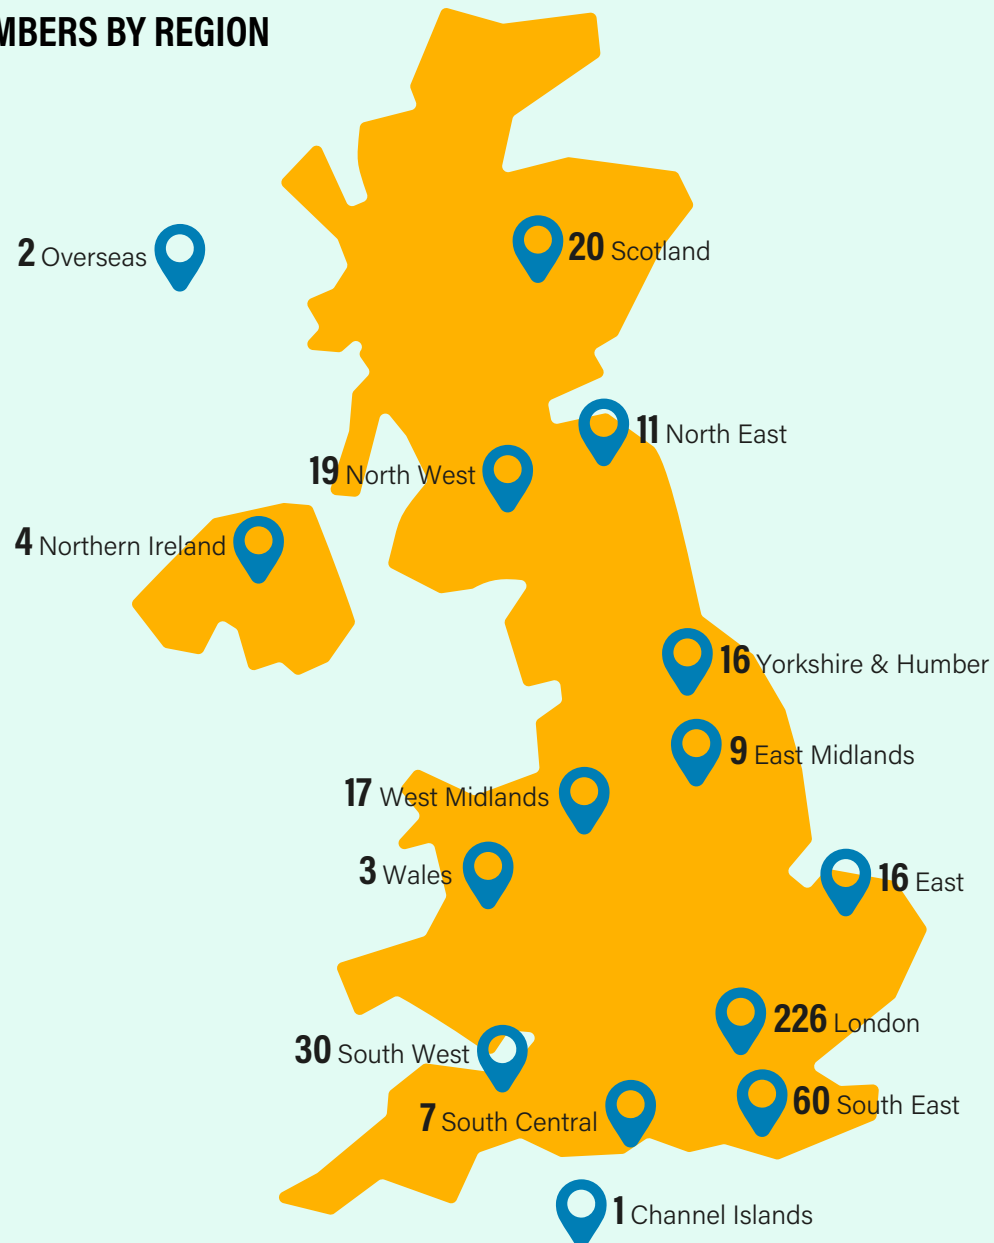 MBERS BY REGION
2 Overseas
20 Scotland
11 North East
19 North West
4 Northern Ireland
16 Yorkshire & Humber
9 East Midlands
17 West Midlands
3 Wales
16 East
226 London
30 South West
60 South East
7 South Central
1 Channel Islands